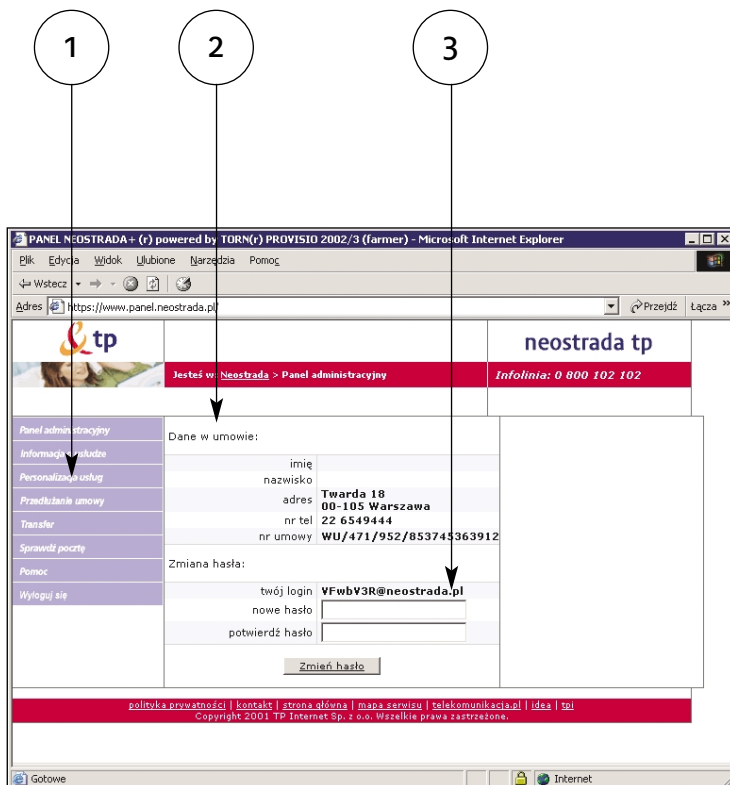 1
2
3
PANEL NEOSTRADA+ (r) powered by TORN(r) PROVISIO 2002/3 (farmer) - Microsoft Internet Explorer
Plik Edycja Widok Ulubione Narzędzia Pomoc
Wstecz
Adres https://www.panel.neostrada.pl/ Przejdź Łącza »
tp
neostrada tp
Jesteś w: Neostrada > Panel administracyjny
Infolinia: 0 800 102 102
Panel administracyjny
Informacja o usłudze
Personalizacja usług
Przedłużanie umowy
Transfer
Sprawdź pocztę
Pomoc
Wyloguj się
Dane w umowie:
imię
nazwisko
adres Twarda 18
00-105 Warszawa
nr tel 22 6549444
nr umowy WU/471/952/853745363912
Zmiana hasła:
twój login VFwbV3R@neostrada.pl
nowe hasło
potwierdź hasło
Zmień hasło
polityka prywatności | kontakt | strona główna | mapa serwisu | telekomunikacja.pl | idea | tpi
Copyright 2001 TP Internet Sp. z o.o. Wszelkie prawa zastrzeżone.
Gotowe
Internet